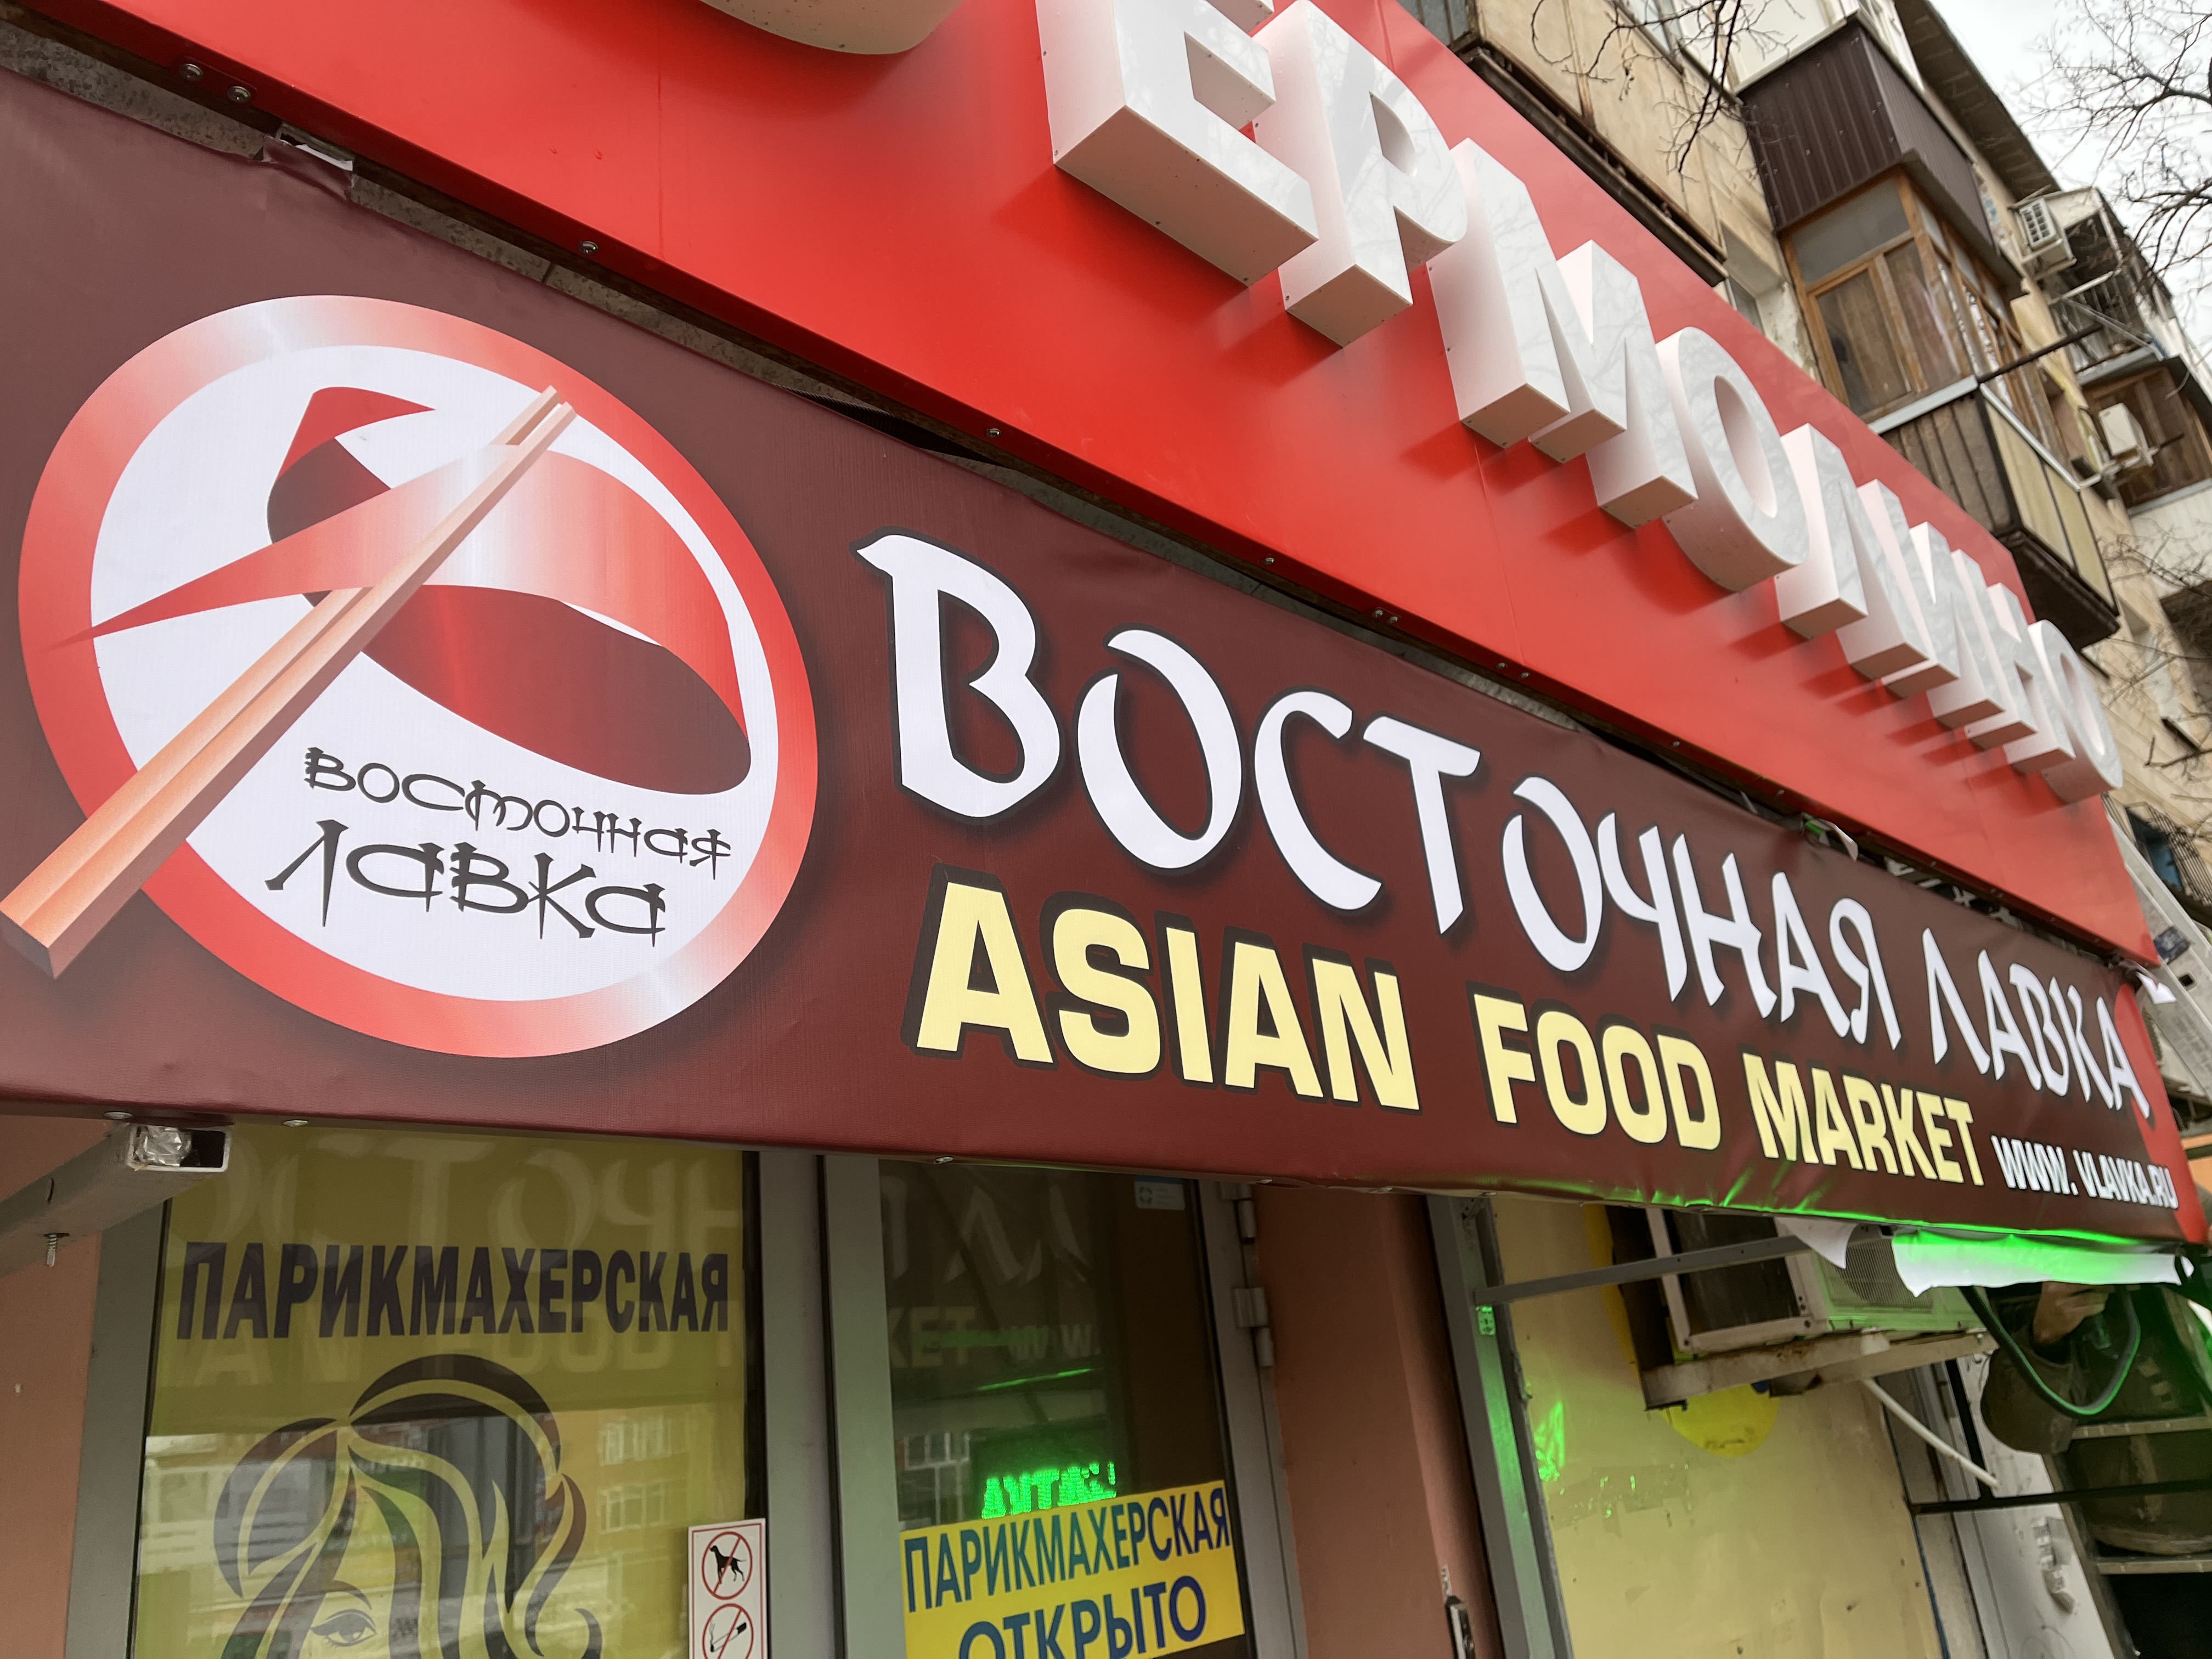 ЕРМОЛИНО
ВОСТОЧНАЯ
ЛАВКА
ВОСТОЧНАЯ ЛАВКА
ASIAN FOOD MARKET
WWW.VLAVKA.RU
ПАРИКМАХЕРСКАЯ
ПАРИКМАХЕРСКАЯ
ОТКРЫТО